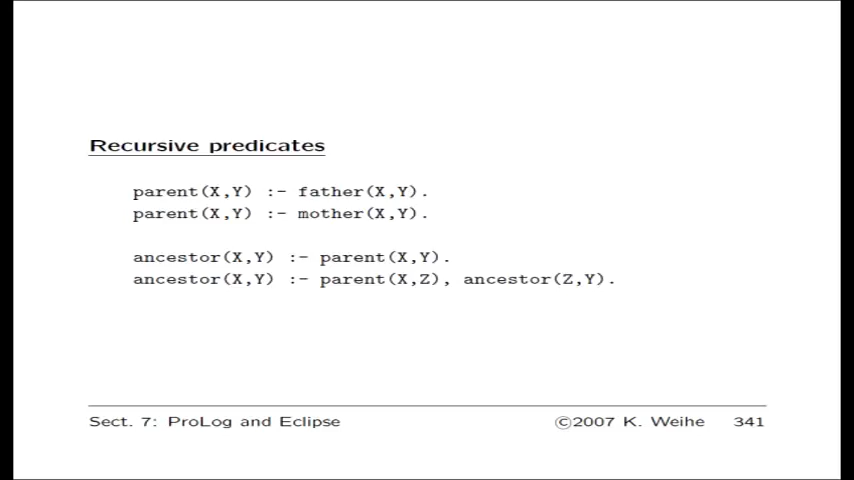 Recursive predicates
parent(X,Y) :- father(X,Y).
parent(X,Y) :- mother(X,Y).
ancestor(X,Y) :- parent(X,Y).
ancestor(X,Y) :- parent(X,Z), ancestor(Z,Y).
Sect. 7: ProLog and Eclipse ©2007 K. Weihe 341